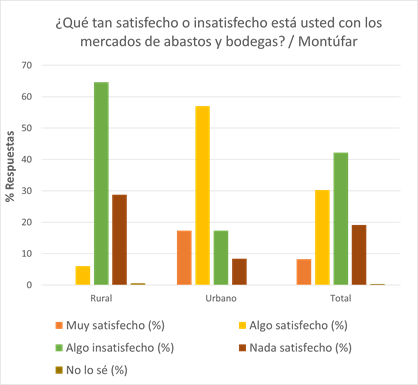 ¿Qué tan satisfecho o insatisfecho está usted con los
mercados de abastos y bodegas? / Montúfar
70
60
50
40
30
20
10
0
% Respuestas
Rural
Urbano
Total
Muy satisfecho (%)
Algo satisfecho (%)
Algo insatisfecho (%)
Nada satisfecho (%)
No lo sé (%)